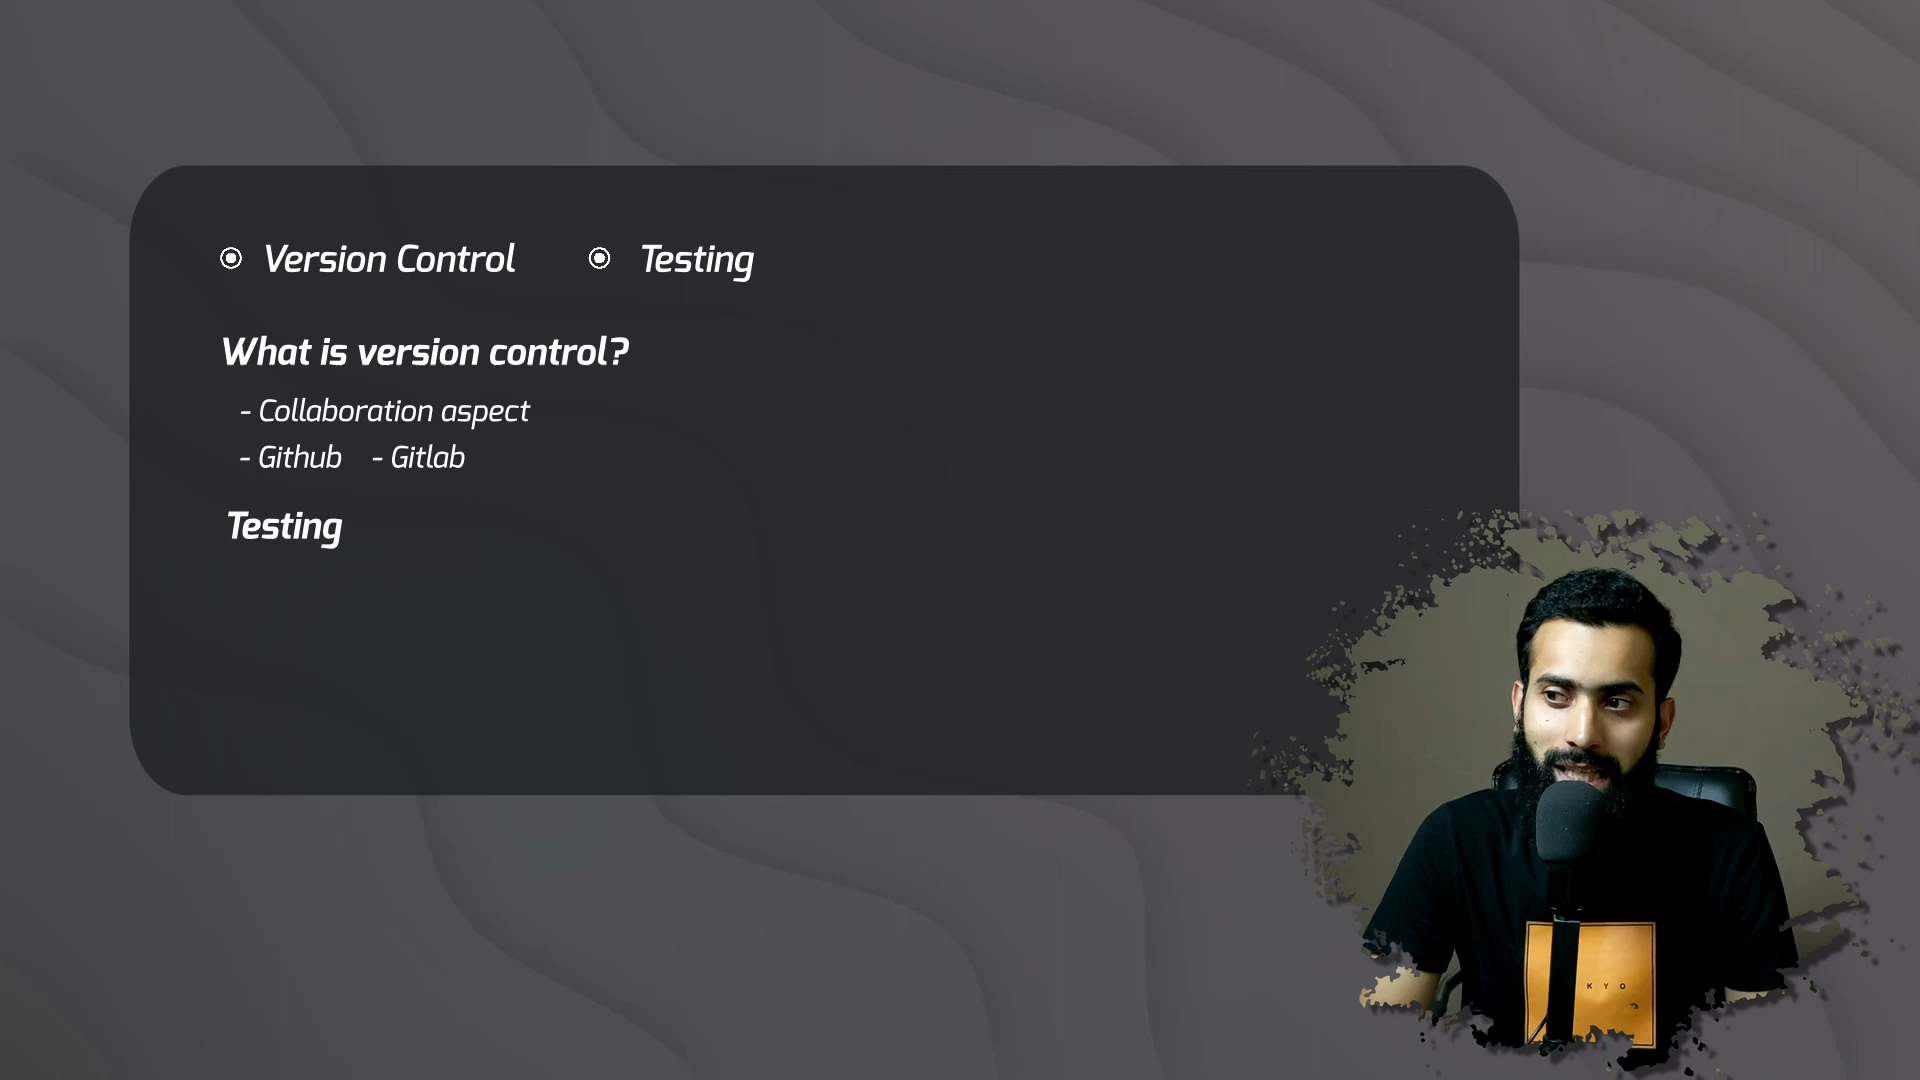 Version Control Testing
What is version control?
- Collaboration aspect
- Github - Gitlab
Testing
K Y O